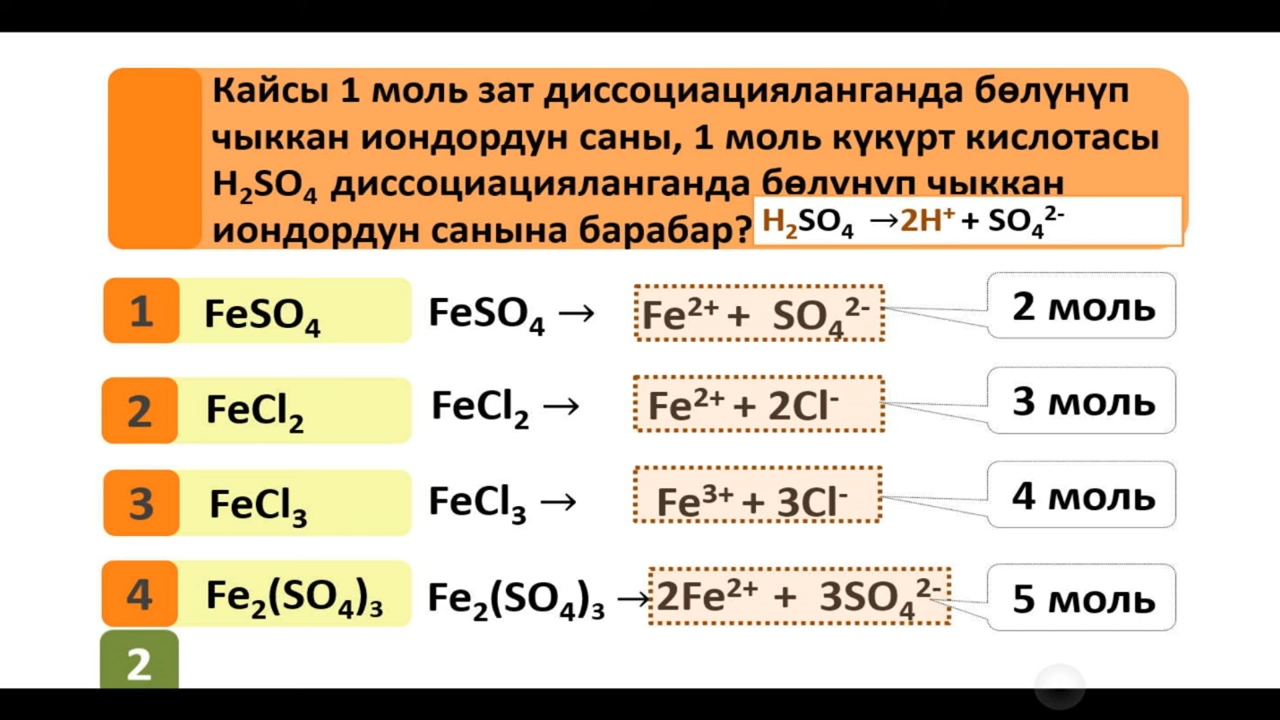 Кайсы 1 моль зат диссоциацияланганда бөлүнүп
чыккан иондордун саны, 1 моль күкүрт кислотасы
H₂SO₄ диссоциацияланганда бөлүнүп чыккан
иондордун санына барабар?
H₂SO₄ →2H⁺ + SO₄²⁻
1 FeSO₄ FeSO₄ → Fe²⁺ + SO₄²⁻ 2 моль
2 FeCl₂ FeCl₂ → Fe²⁺ + 2Cl⁻ 3 моль
3 FeCl₃ FeCl₃ → Fe³⁺ + 3Cl⁻ 4 моль
4 Fe₂(SO₄)₃ Fe₂(SO₄)₃ → 2Fe²⁺ + 3SO₄²⁻ 5 моль
2